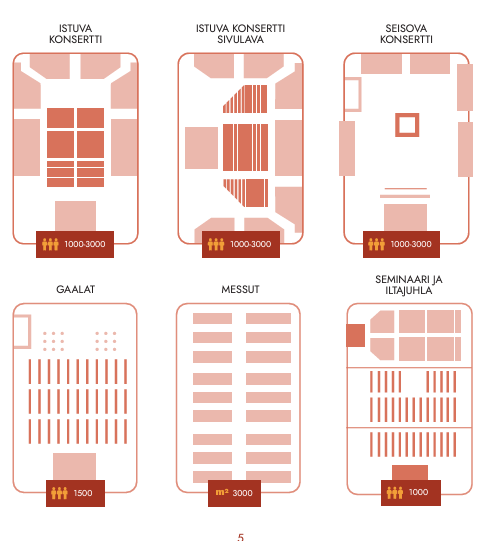 ISTUVA
KONSERTTI
ISTUVA KONSERTTI
SIVULAVA
SEISOVA
KONSERTTI
1000-3000
1000-3000
1000-3000
GAALAT
MESSUT
SEMINAARI JA
ILTAJUHLA
1500
m² 3000
1000
5